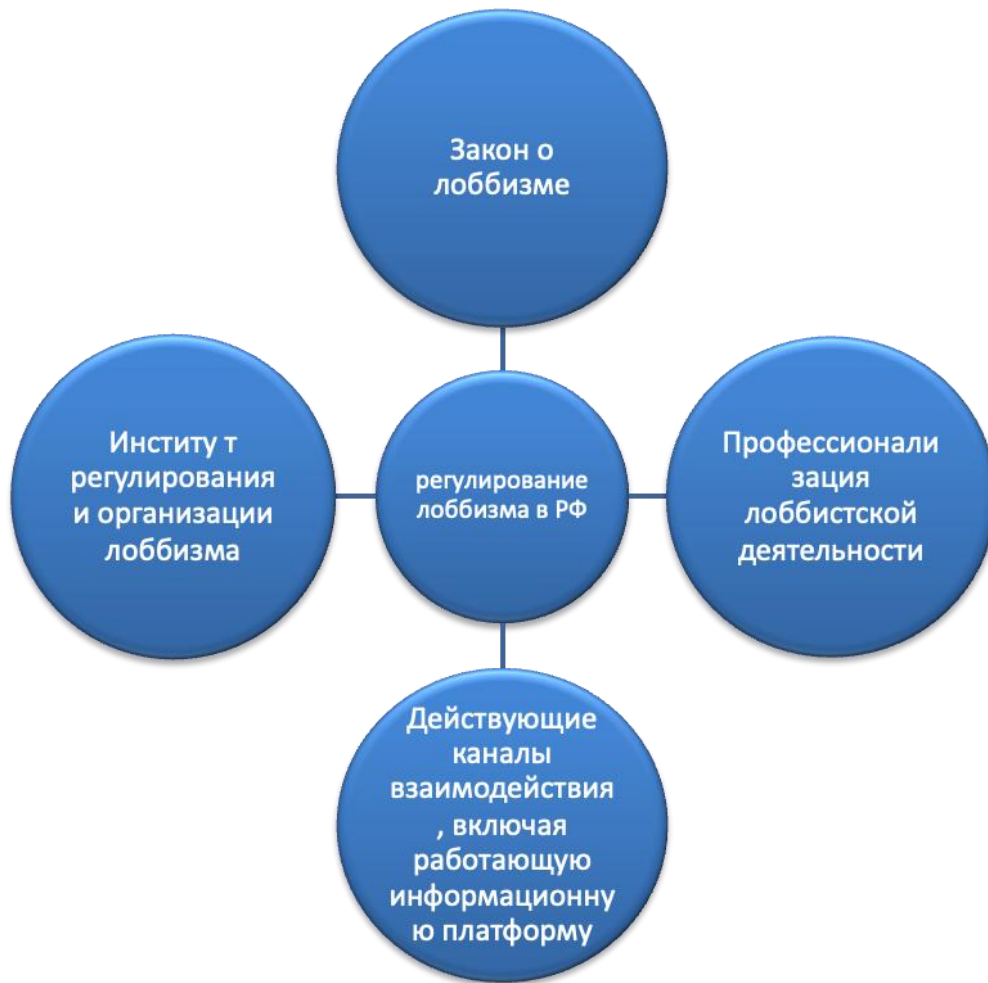 Закон о
лоббизме
Институ т
регулирования
и организации
лоббизма
регулирование
лоббизма в РФ
Профессионали
зация
лоббистской
деятельности
Действующие
каналы
взаимодействия
, включая
работающую
информационну
ю платформу